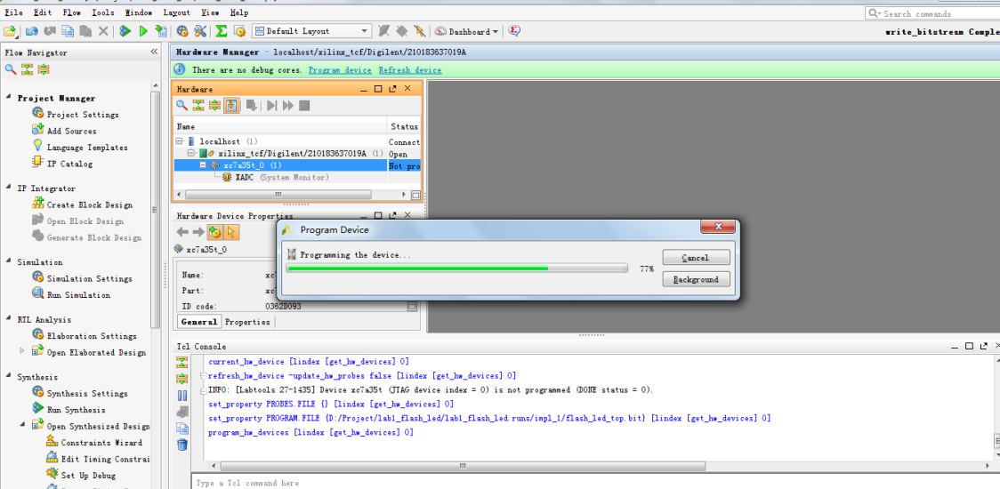 File Edit Flow Tools Window Layout View Help
Search commands
Default Layout
Dashboard
write_bitstream Comple
Flow Navigator
Project Manager
Project Settings
Add Sources
Language Templates
IP Catalog
IP Integrator
Create Block Design
Open Block Design
Generate Block Design
Simulation
Simulation Settings
Run Simulation
RTL Analysis
Elaboration Settings
Open Elaborated Design
Synthesis
Synthesis Settings
Run Synthesis
Open Synthesized Design
Constraints Wizard
Edit Timing Constrai
Set Up Debug
Hardware Manager - localhost/xilinx_tcf/Digilent/210183637019A
There are no debug cores. Program device Refresh device
Hardware
Name Status
localhost (1) Connect
xilinx_tcf/Digilent/210183637019A (1) Open
xc7a35t_0 (1) Not pro
XADC (System Monitor)
Hardware Device Properties
xc7a35t_0
Name: xc
Part: xc
ID code: 0362D093
General Properties
Program Device
Programming the device...
77%
Cancel
Background
Tcl Console
current_hw_device [lindex [get_hw_devices] 0]
refresh_hw_device -update_hw_probes false [lindex [get_hw_devices] 0]
INFO: [Labtools 27-1435] Device xc7a35t (JTAG device index = 0) is not programmed (DONE status = 0).
set_property PROBES.FILE {} [lindex [get_hw_devices] 0]
set_property PROGRAM.FILE {D:/Project/lab1_flash_led/lab1_flash_led.runs/impl_1/flash_led_top.bit} [lindex [get_hw_devices] 0]
program_hw_devices [lindex [get_hw_devices] 0]
Type a Tcl command here